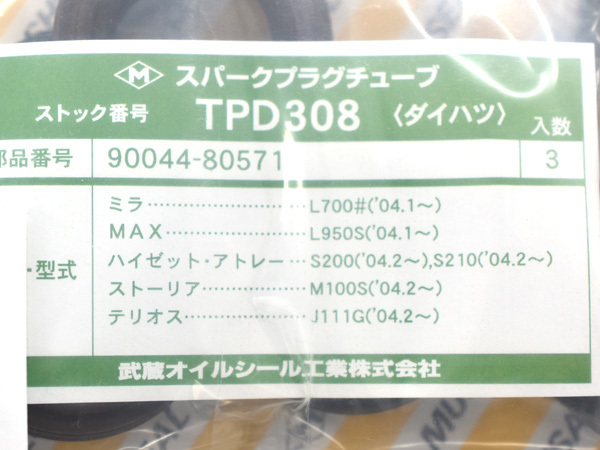 M スパークプラグチューブ
ストック番号 TPD308 〈ダイハツ〉 入数
部品番号 90044-80571 3
ミラ……………………L700#('04.1～)
MAX……………………L950S('04.1～)
・型式 ハイゼット・アトレー…S200('04.2～),S210('04.2～)
ストーリア……………M100S('04.2～)
テリオス………………J111G('04.2～)
武蔵オイルシール工業株式会社